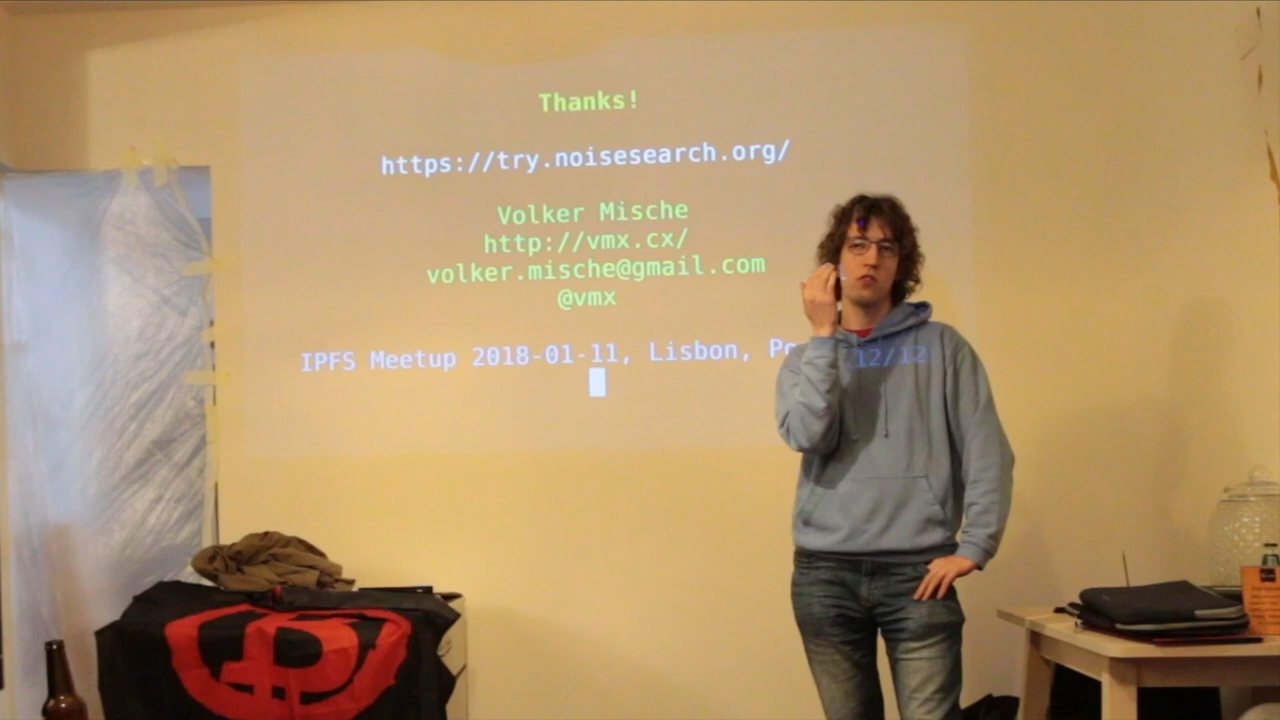 Thanks!
https://try.noisesearch.org/
Volker Mische
http://vmx.cx/
volker.mische@gmail.com
@vmx
IPFS Meetup 2018-01-11, Lisbon, 12/12